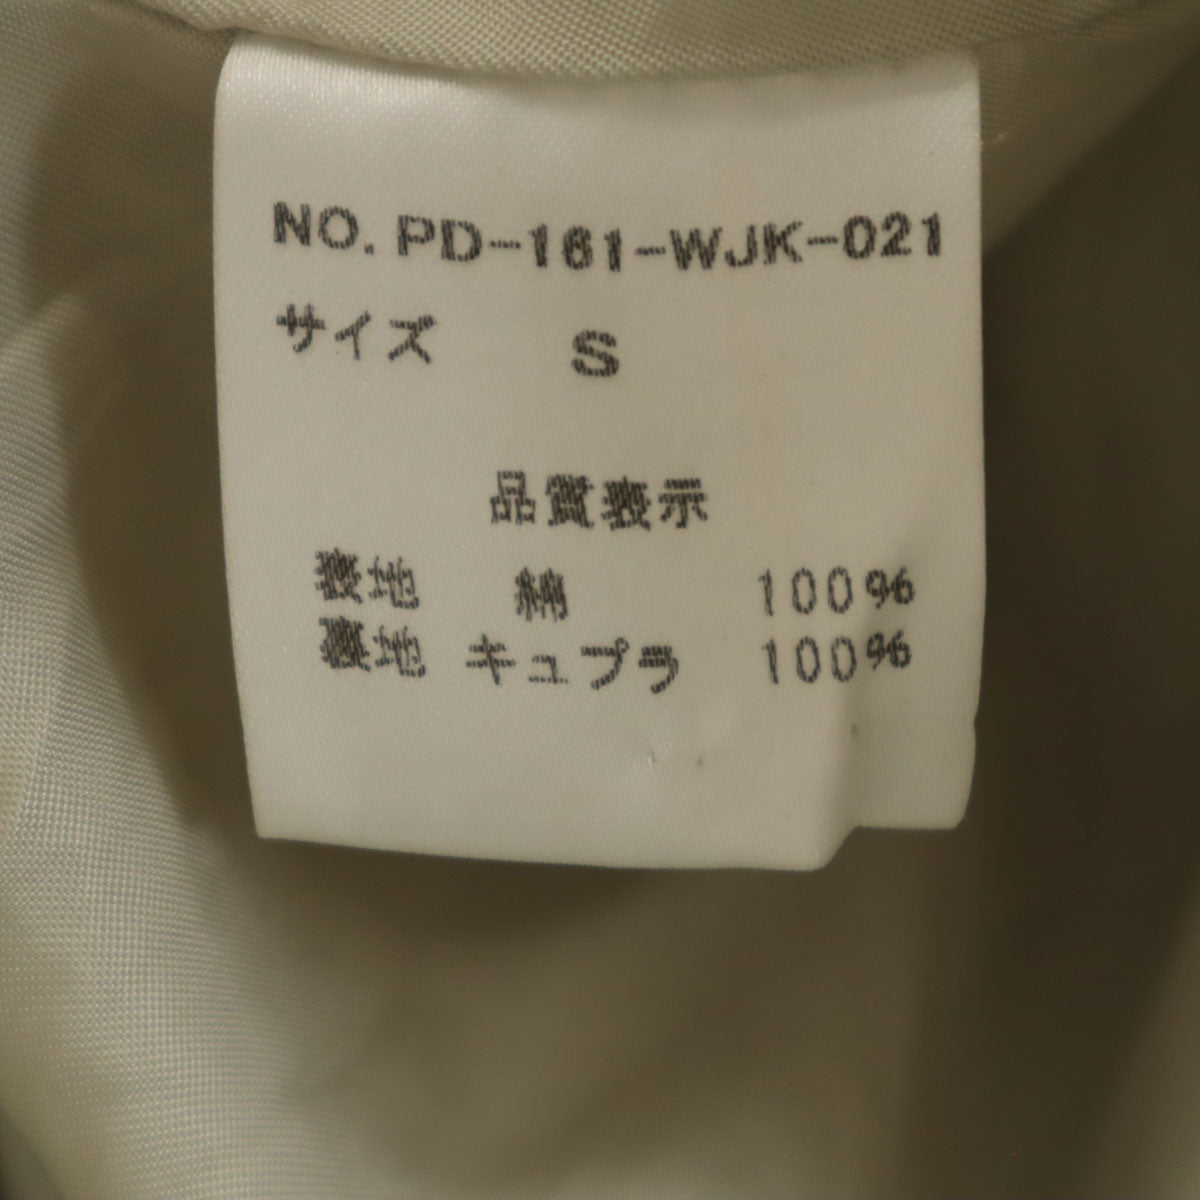 NO. PD-161-WJK-021
サイズ S
品質表示
表地 綿 100%
裏地 キュプラ 100%